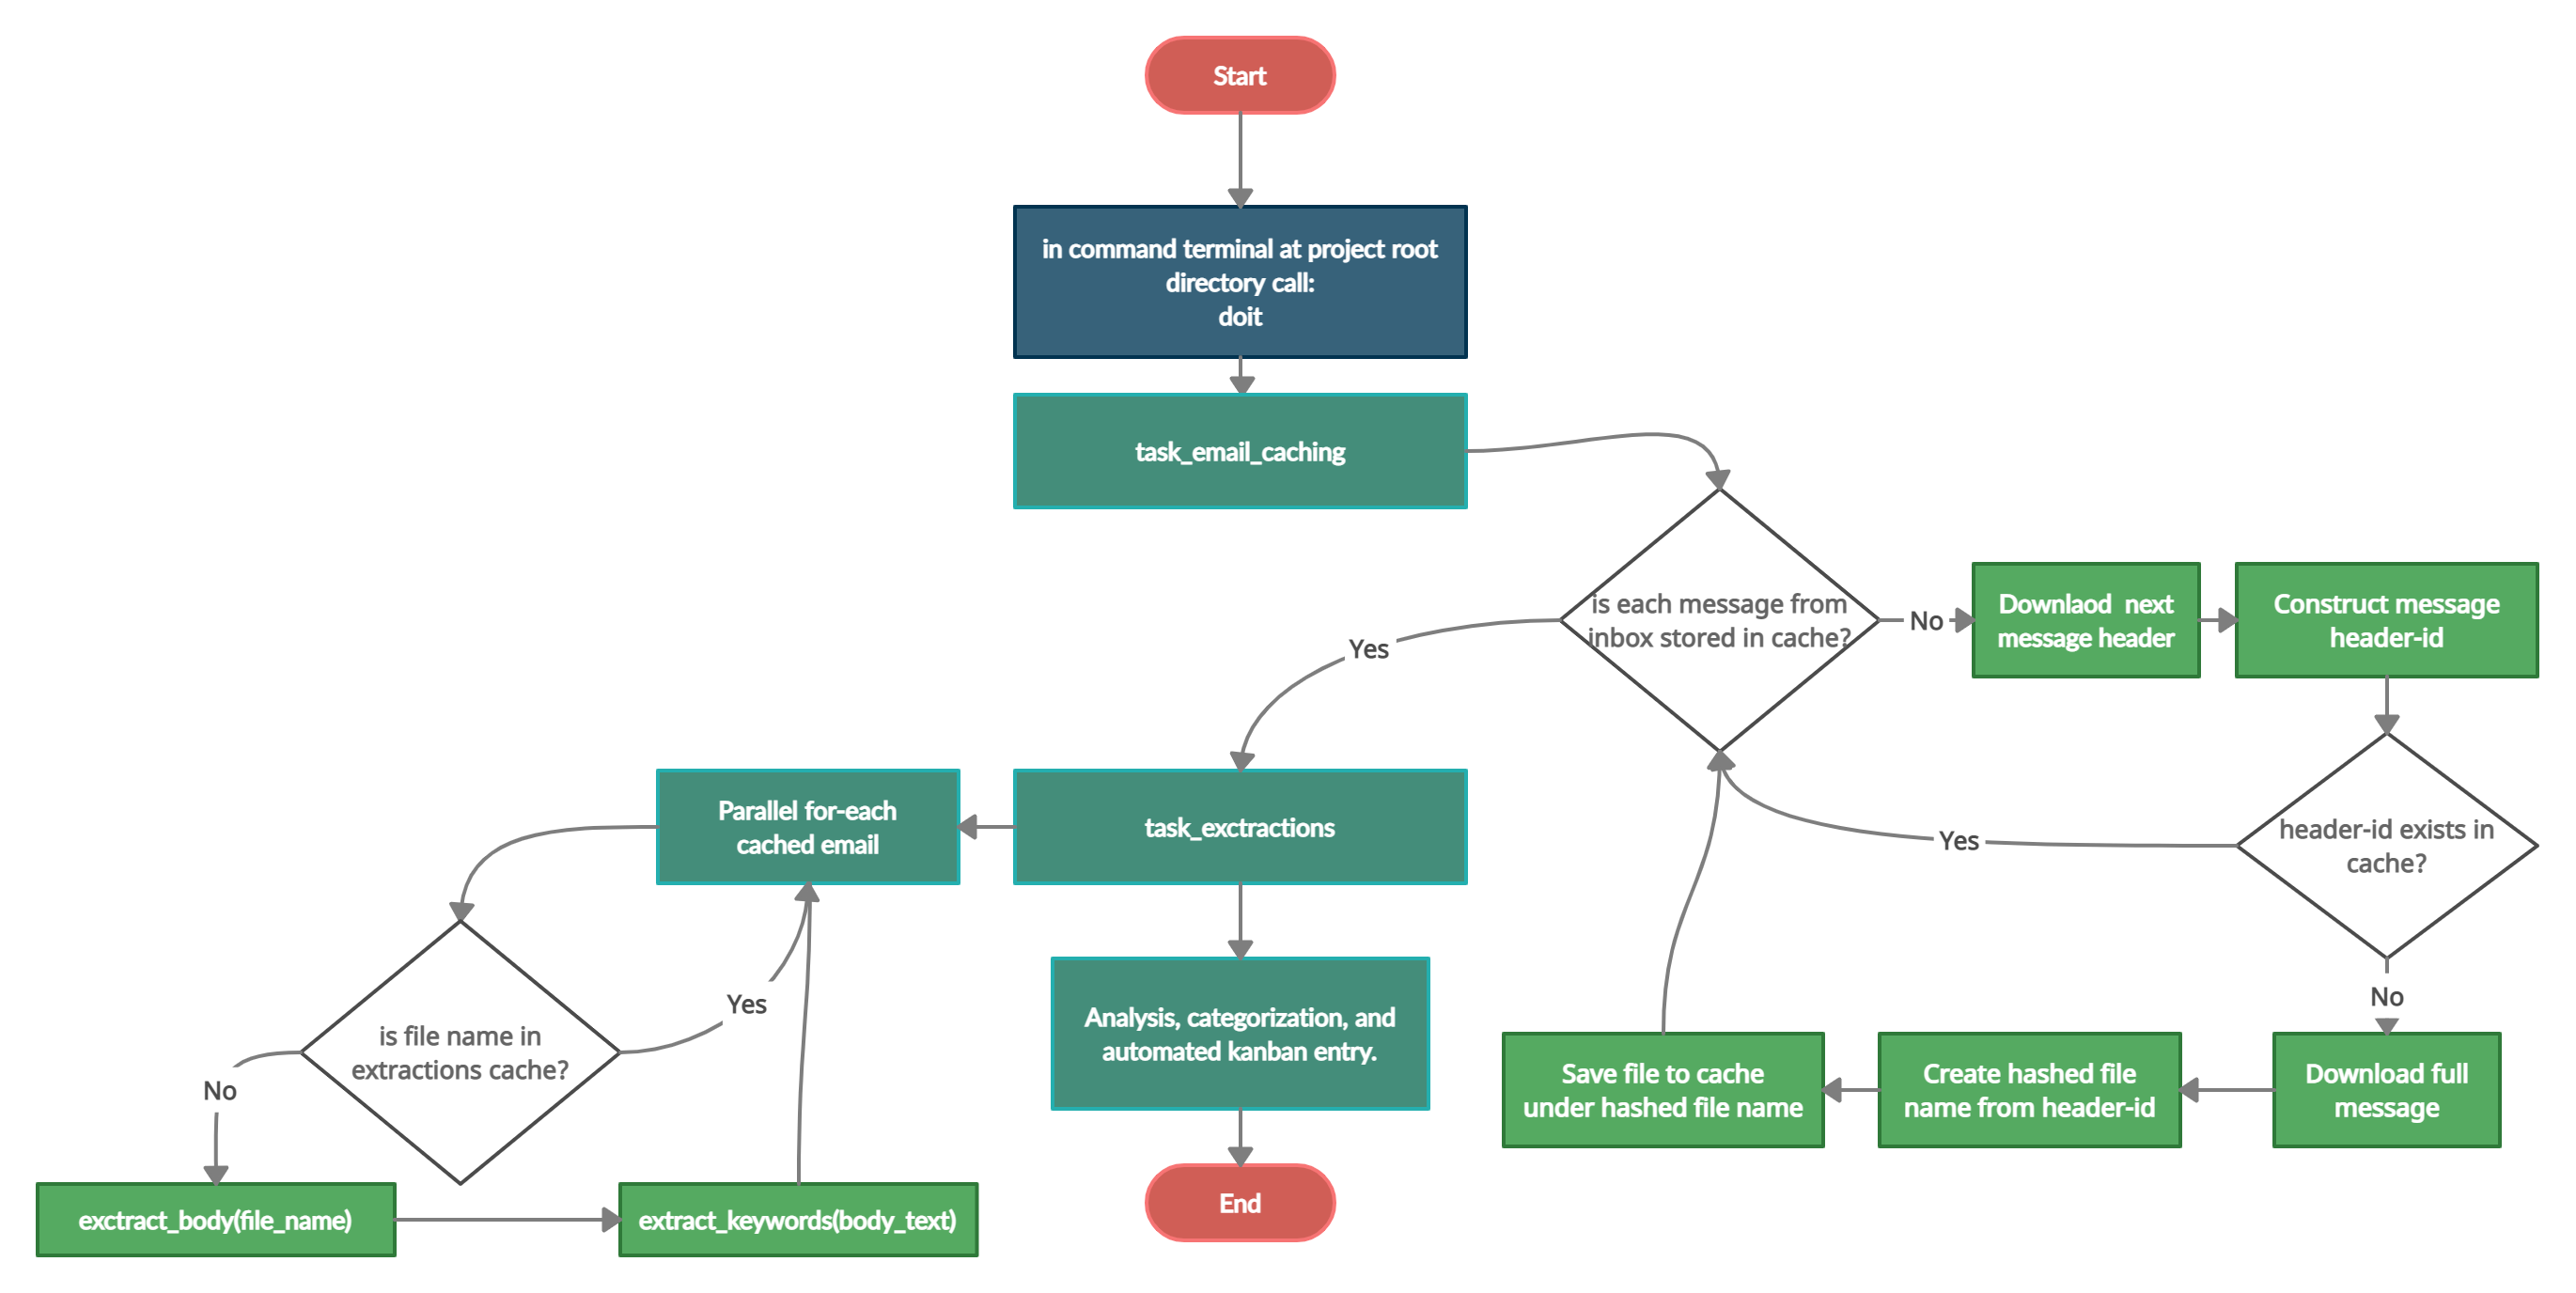 Start
in command terminal at project root
directory call:
doit
task_email_caching
is each message from
inbox stored in cache?
No
Downlaod  next
message header
Construct message
header-id
header-id exists in
cache?
Yes
No
Download full
message
Create hashed file
name from header-id
Save file to cache
under hashed file name
Yes
task_exctractions
Parallel for-each
cached email
is file name in
extractions cache?
Yes
No
exctract_body(file_name)
extract_keywords(body_text)
Analysis, categorization, and
automated kanban entry.
End